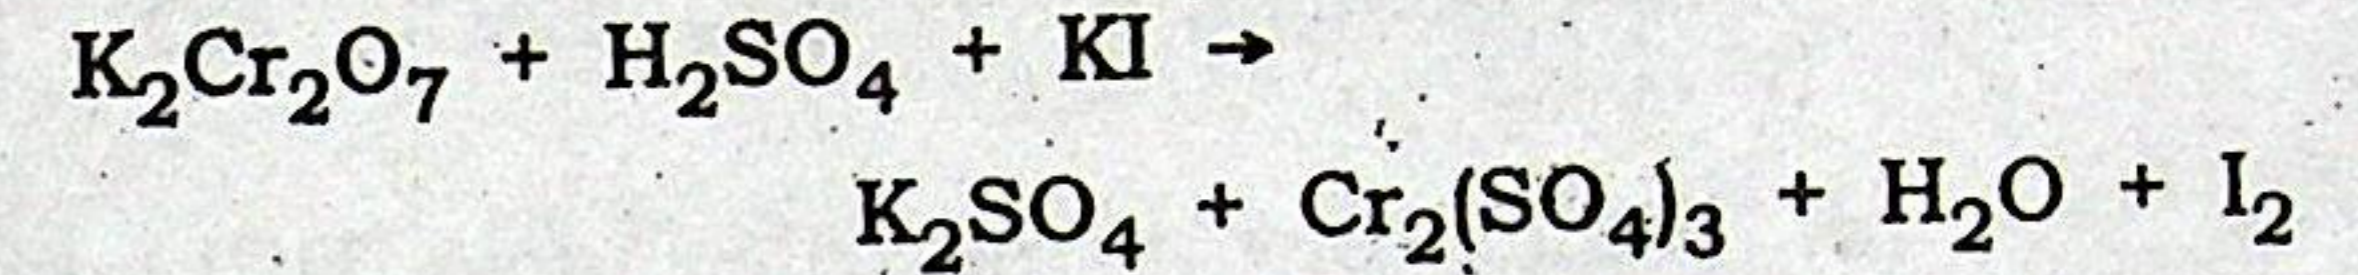 K₂Cr₂O₇ + H₂SO₄ + KI →
K₂SO₄ + Cr₂(SO₄)₃ + H₂O + I₂